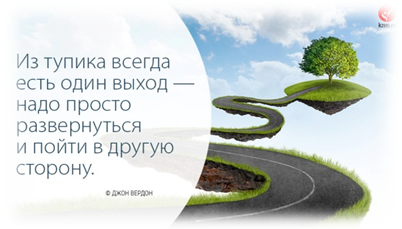 Из тупика всегда
есть один выход —
надо просто
развернуться
и пойти в другую
сторону.
© ДЖОН ВЕРДОН